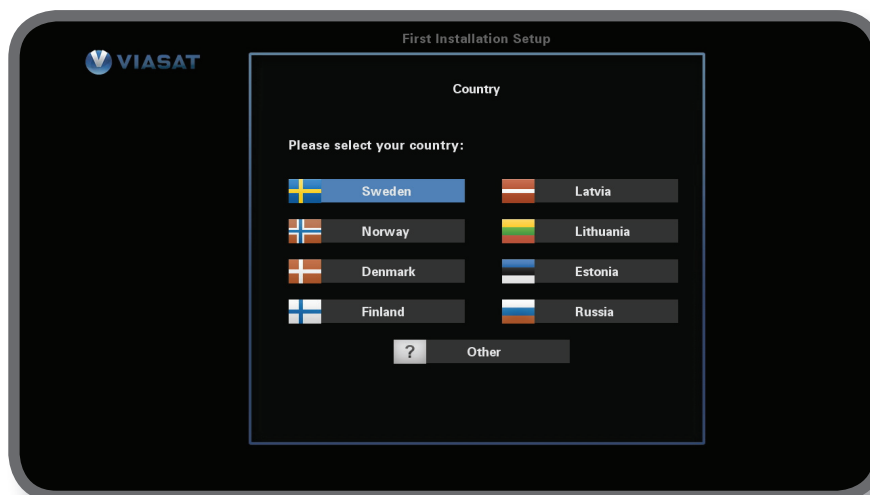 First Installation Setup
VIASAT
Country
Please select your country:
Sweden
Latvia
Norway
Lithuania
Denmark
Estonia
Finland
Russia
? Other